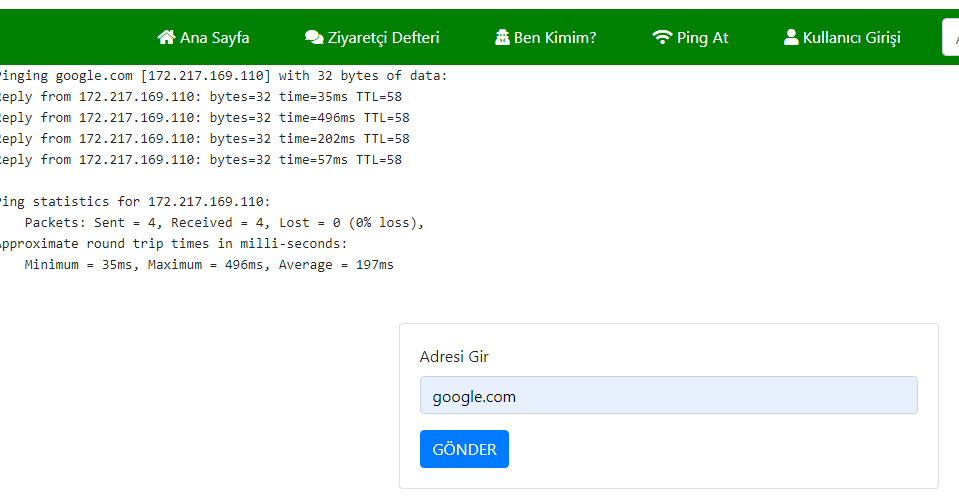 Ana Sayfa Ziyaretçi Defteri Ben Kimim? Ping At Kullanıcı Girişi
Pinging google.com [172.217.169.110] with 32 bytes of data:
Reply from 172.217.169.110: bytes=32 time=35ms TTL=58
Reply from 172.217.169.110: bytes=32 time=496ms TTL=58
Reply from 172.217.169.110: bytes=32 time=202ms TTL=58
Reply from 172.217.169.110: bytes=32 time=57ms TTL=58
Ping statistics for 172.217.169.110:
Packets: Sent = 4, Received = 4, Lost = 0 (0% loss),
Approximate round trip times in milli-seconds:
Minimum = 35ms, Maximum = 496ms, Average = 197ms
Adresi Gir
google.com
GÖNDER